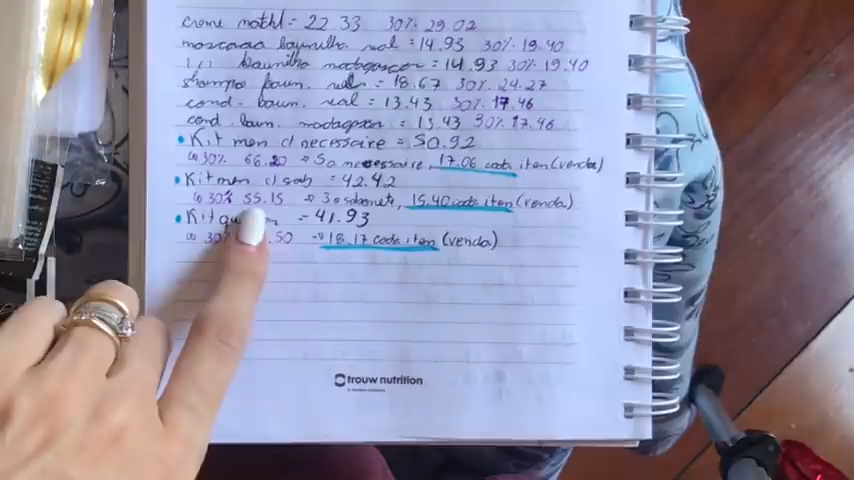 creme matchá = 22.33 30% 29.02
mascara baunilha real = 14.93 30% 19.40
baunilha madagascar = 14.93 30% 19.40
shampo baun. real = 18.67 30% 24.27
cond. baun. real = 13.43 30% 17.46
cond. baun. madagascar = 13.43 30% 17.46
• Kit men c/ necessaire = 50.92
30% 66.20 necessaire, 17.06 cada item (venda)
• Kit men c/ sab = 42.42
30% 55.15 → 3 sabonete, 15.40 cada item (venda)
• Kit = 41.93
.50 → 18.17 cada item (venda)
trouw nutrition